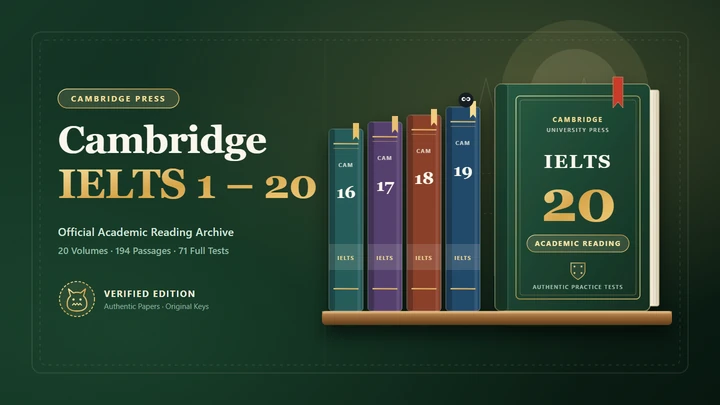 CAMBRIDGE PRESS
Cambridge
IELTS 1 – 20
Official Academic Reading Archive
20 Volumes · 194 Passages · 71 Full Tests
VERIFIED EDITION
Authentic Papers · Original Keys
CAM
16
IELTS
CAM
17
IELTS
CAM
18
IELTS
CAM
19
IELTS
CAMBRIDGE
UNIVERSITY PRESS
IELTS
20
ACADEMIC READING
AUTHENTIC PRACTICE TESTS